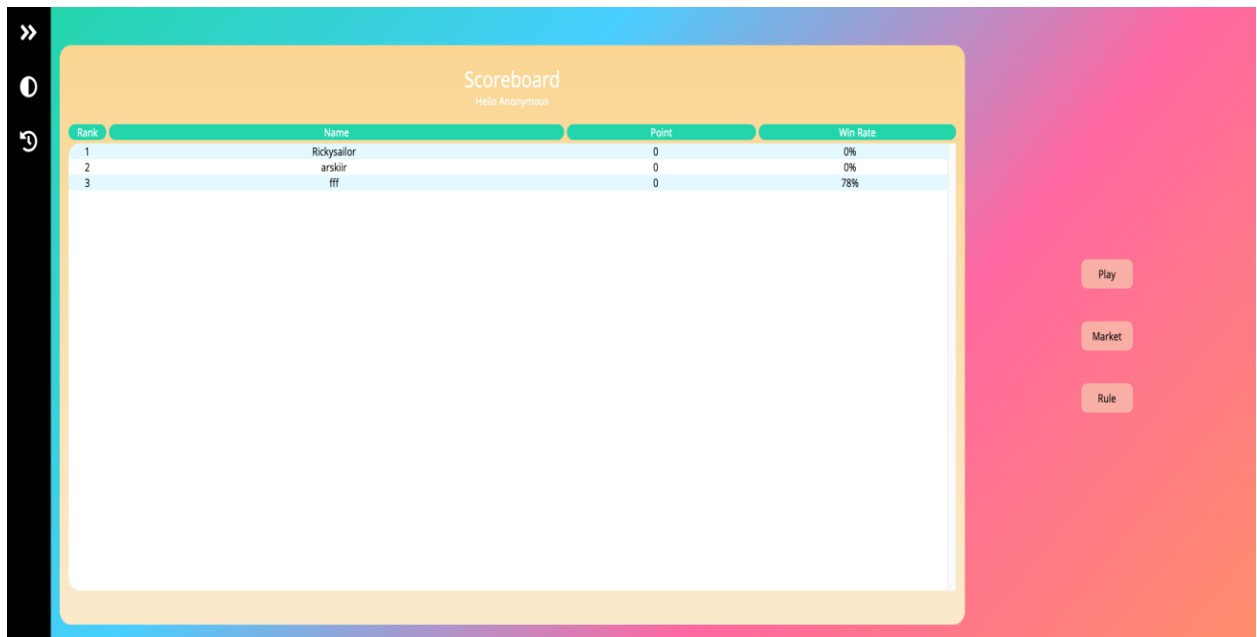 Scoreboard
Hello Anonymous
Rank Name Point Win Rate
1 Rickysailor 0 0%
2 arskiir 0 0%
3 fff 0 78%
Play
Market
Rule